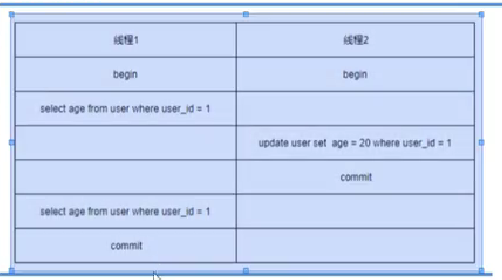 线程1 线程2
begin begin
select age from user where user_id = 1
update user set age = 20 where user_id = 1
commit
select age from user where user_id = 1
commit